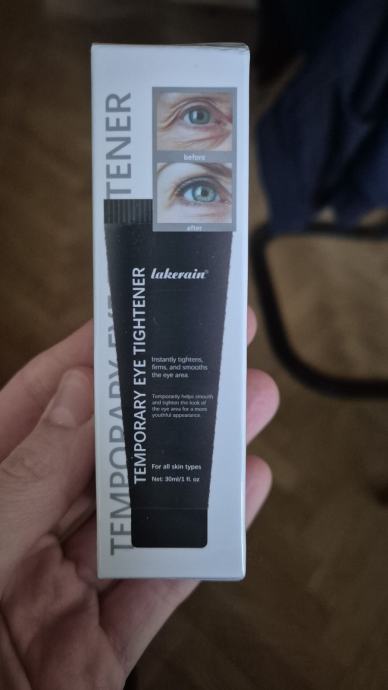 TEMPORARY EYE TIGHTENER
before
after
TEMPORARY EYE TIGHTENER
lakerain®
Instantly tightens,
firms, and smooths
the eye area.
Temporarily helps smooth
and tighten the look of
the eye area for a more
youthful appearance.
For all skin types
Net: 30ml/1 fl. oz